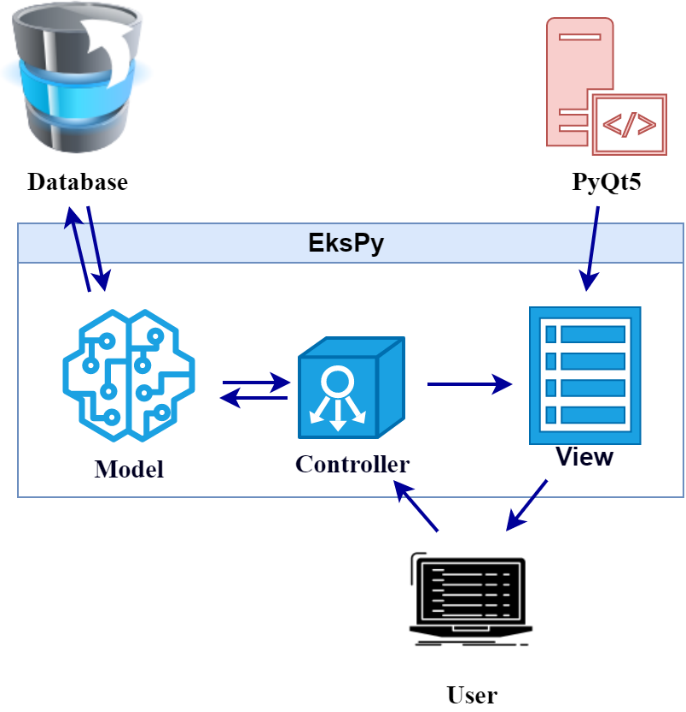 Database
PyQt5
EksPy
</>
Model
Controller
View
User